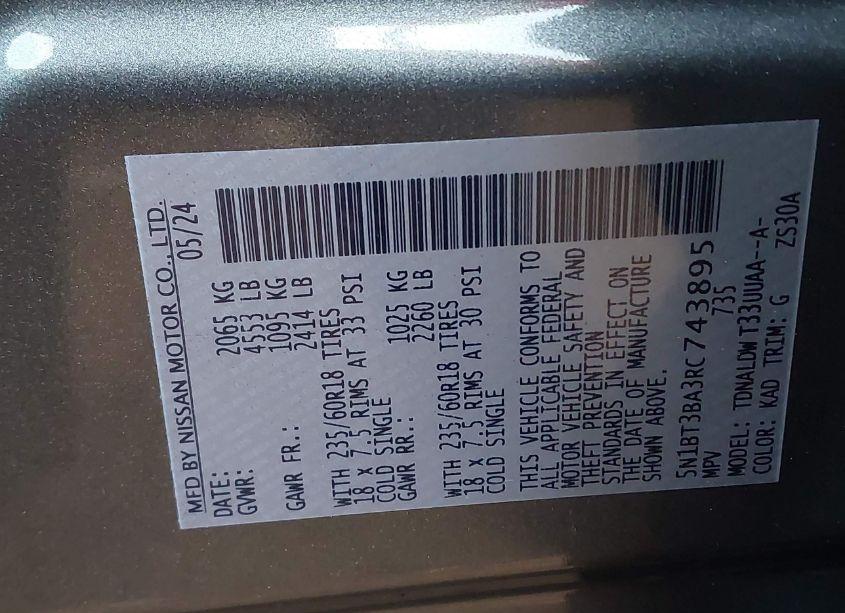 MFD BY NISSAN MOTOR CO., LTD.
DATE: 05/24
GVWR: 2065 KG
4553 LB
GAWR FR.: 1095 KG
2414 LB
WITH 235/60R18 TIRES
18 x 7.5 RIMS AT 33 PSI
COLD SINGLE
GAWR RR.: 1025 KG
2260 LB
WITH 235/60R18 TIRES
18 x 7.5 RIMS AT 30 PSI
COLD SINGLE
THIS VEHICLE CONFORMS TO
ALL APPLICABLE FEDERAL
MOTOR VEHICLE SAFETY AND
THEFT PREVENTION
STANDARDS IN EFFECT ON
THE DATE OF MANUFACTURE
SHOWN ABOVE.
5N1BT3BA3RC743895
MPV 735
MODEL: TDNALDW T33UUAA--A-
COLOR: KAD TRIM: G ZS30A